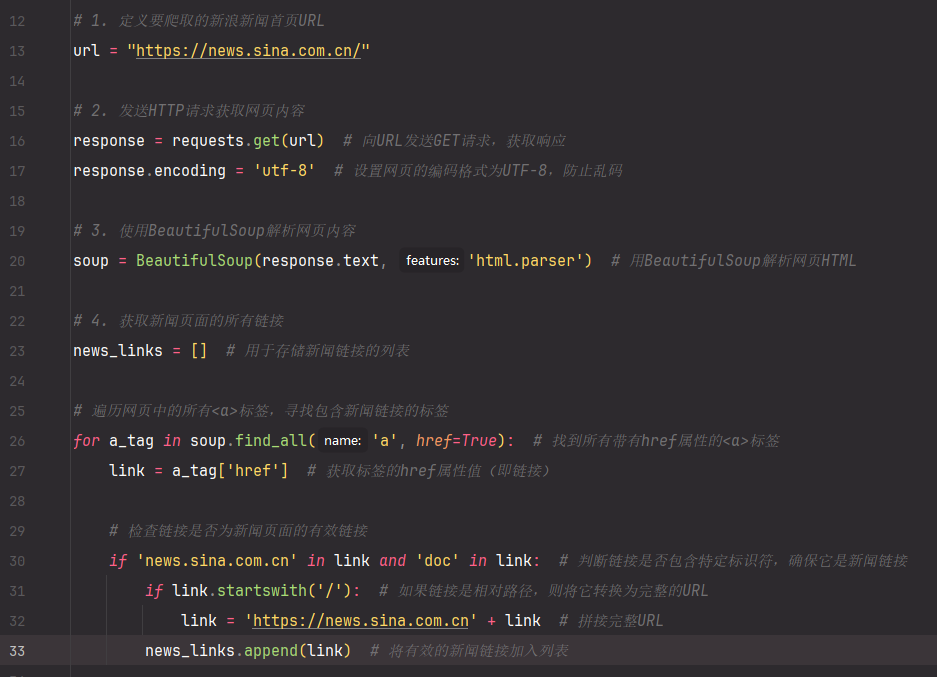 12 # 1. 定义要爬取的新浪新闻首页URL
13 url = "https://news.sina.com.cn/"
14
15 # 2. 发送HTTP请求获取网页内容
16 response = requests.get(url)  # 向URL发送GET请求，获取响应
17 response.encoding = 'utf-8'  # 设置网页的编码格式为UTF-8，防止乱码
18
19 # 3. 使用BeautifulSoup解析网页内容
20 soup = BeautifulSoup(response.text, features: 'html.parser')  # 用BeautifulSoup解析网页HTML
21
22 # 4. 获取新闻页面的所有链接
23 news_links = []  # 用于存储新闻链接的列表
24
25 # 遍历网页中的所有<a>标签，寻找包含新闻链接的标签
26 for a_tag in soup.find_all( name: 'a', href=True):  # 找到所有带有href属性的<a>标签
27     link = a_tag['href']  # 获取标签的href属性值（即链接）
28
29     # 检查链接是否为新闻页面的有效链接
30     if 'news.sina.com.cn' in link and 'doc' in link:  # 判断链接是否包含特定标识符，确保它是新闻链接
31         if link.startswith('/'):  # 如果链接是相对路径，则将它转换为完整的URL
32             link = 'https://news.sina.com.cn' + link  # 拼接完整URL
33         news_links.append(link)  # 将有效的新闻链接加入列表